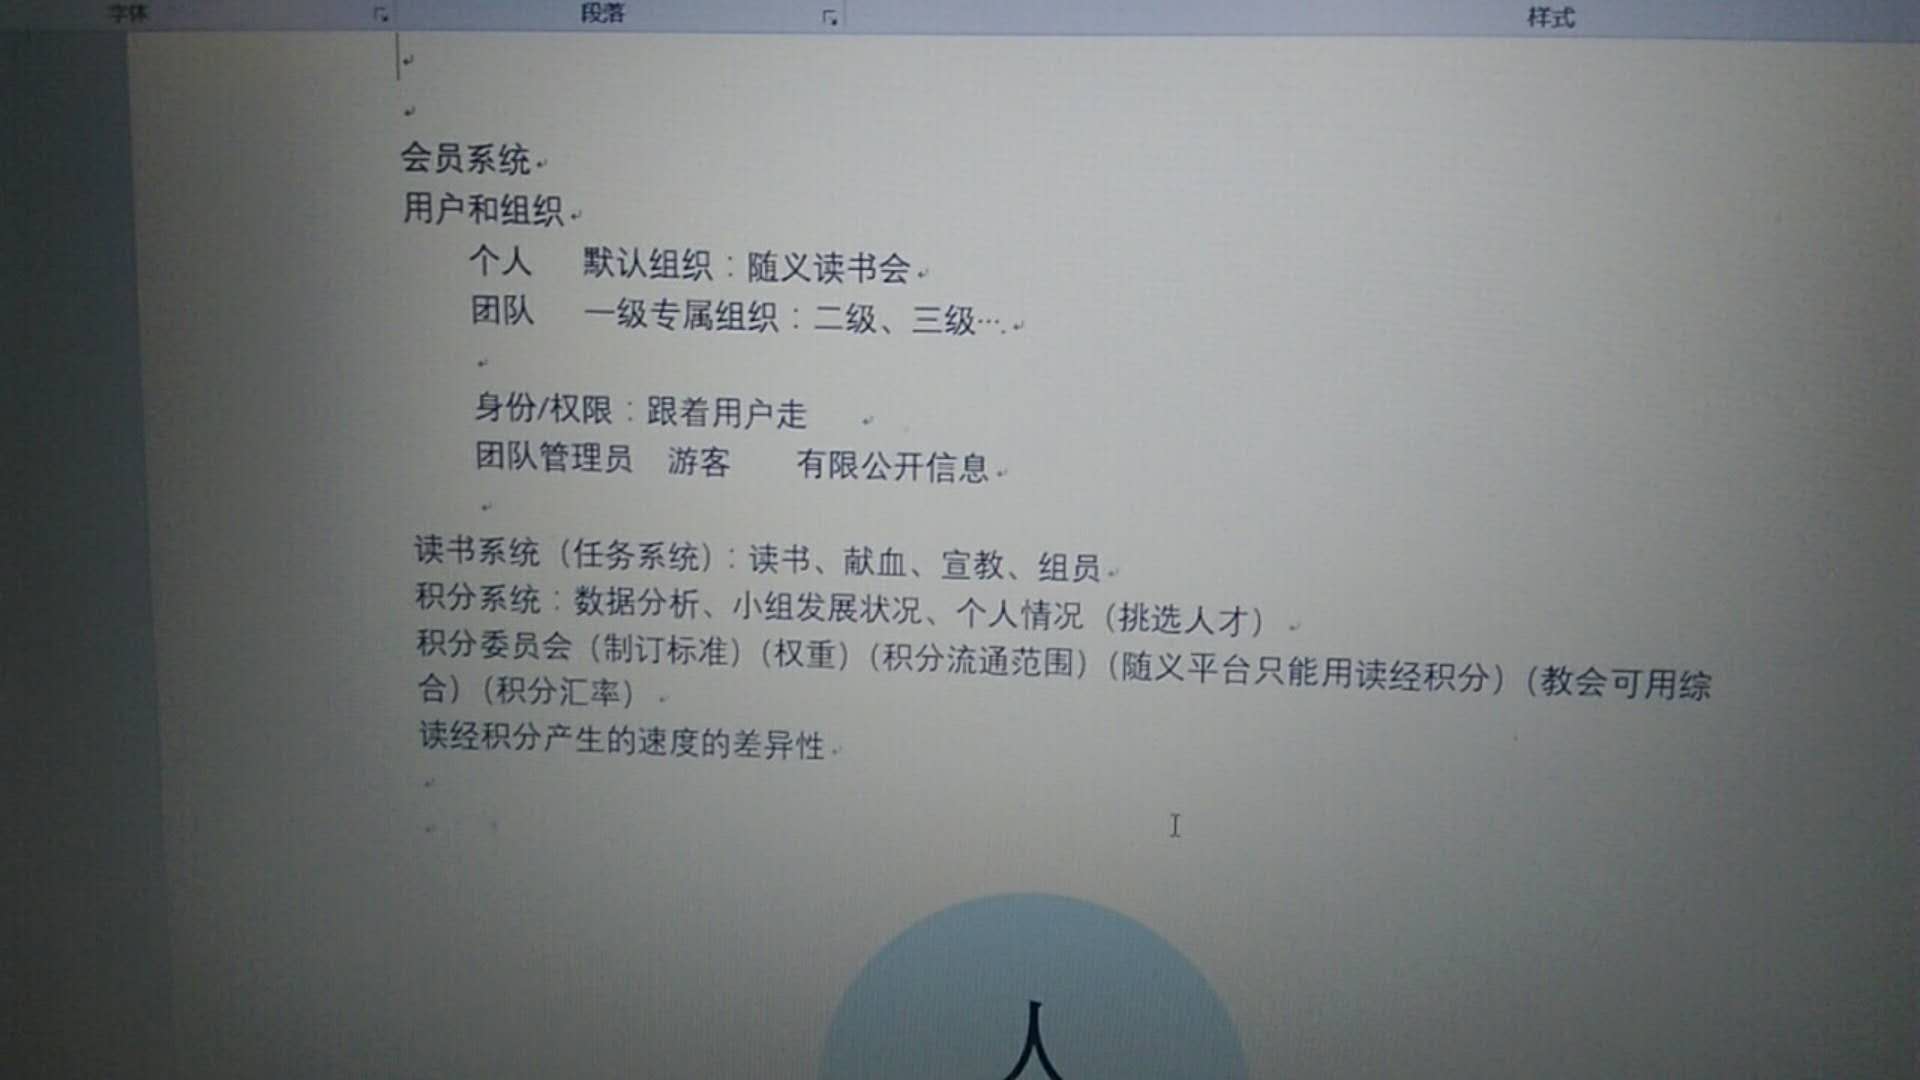 字体 段落 样式
会员系统
用户和组织
个人 默认组织：随义读书会
团队 一级专属组织：二级、三级….
身份/权限：跟着用户走
团队管理员 游客 有限公开信息
读书系统（任务系统）：读书、献血、宣教、组员
积分系统：数据分析、小组发展状况、个人情况（挑选人才）
积分委员会（制订标准）（权重）（积分流通范围）（随义平台只能用读经积分）（教会可用综
合）（积分汇率）
读经积分产生的速度的差异性
人